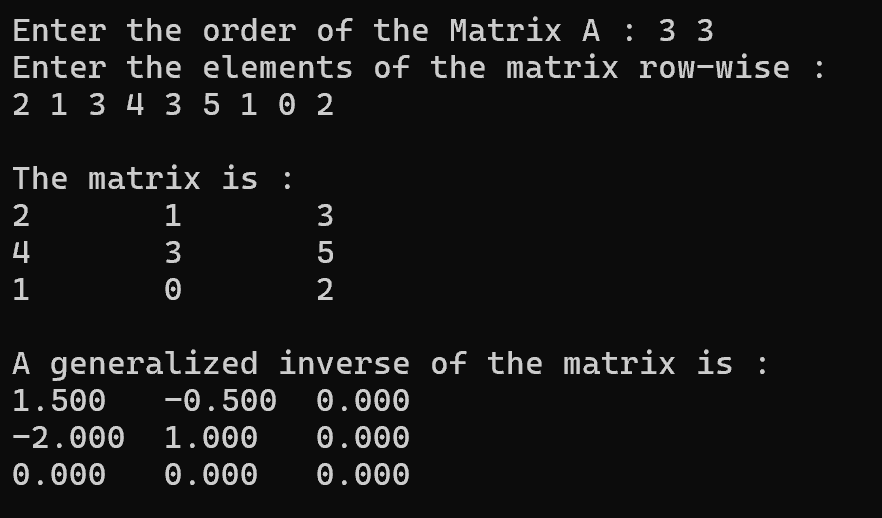 Enter the order of the Matrix A : 3 3
Enter the elements of the matrix row-wise :
2 1 3 4 3 5 1 0 2
The matrix is :
2 1 3
4 3 5
1 0 2
A generalized inverse of the matrix is :
1.500 -0.500 0.000
-2.000 1.000 0.000
0.000 0.000 0.000